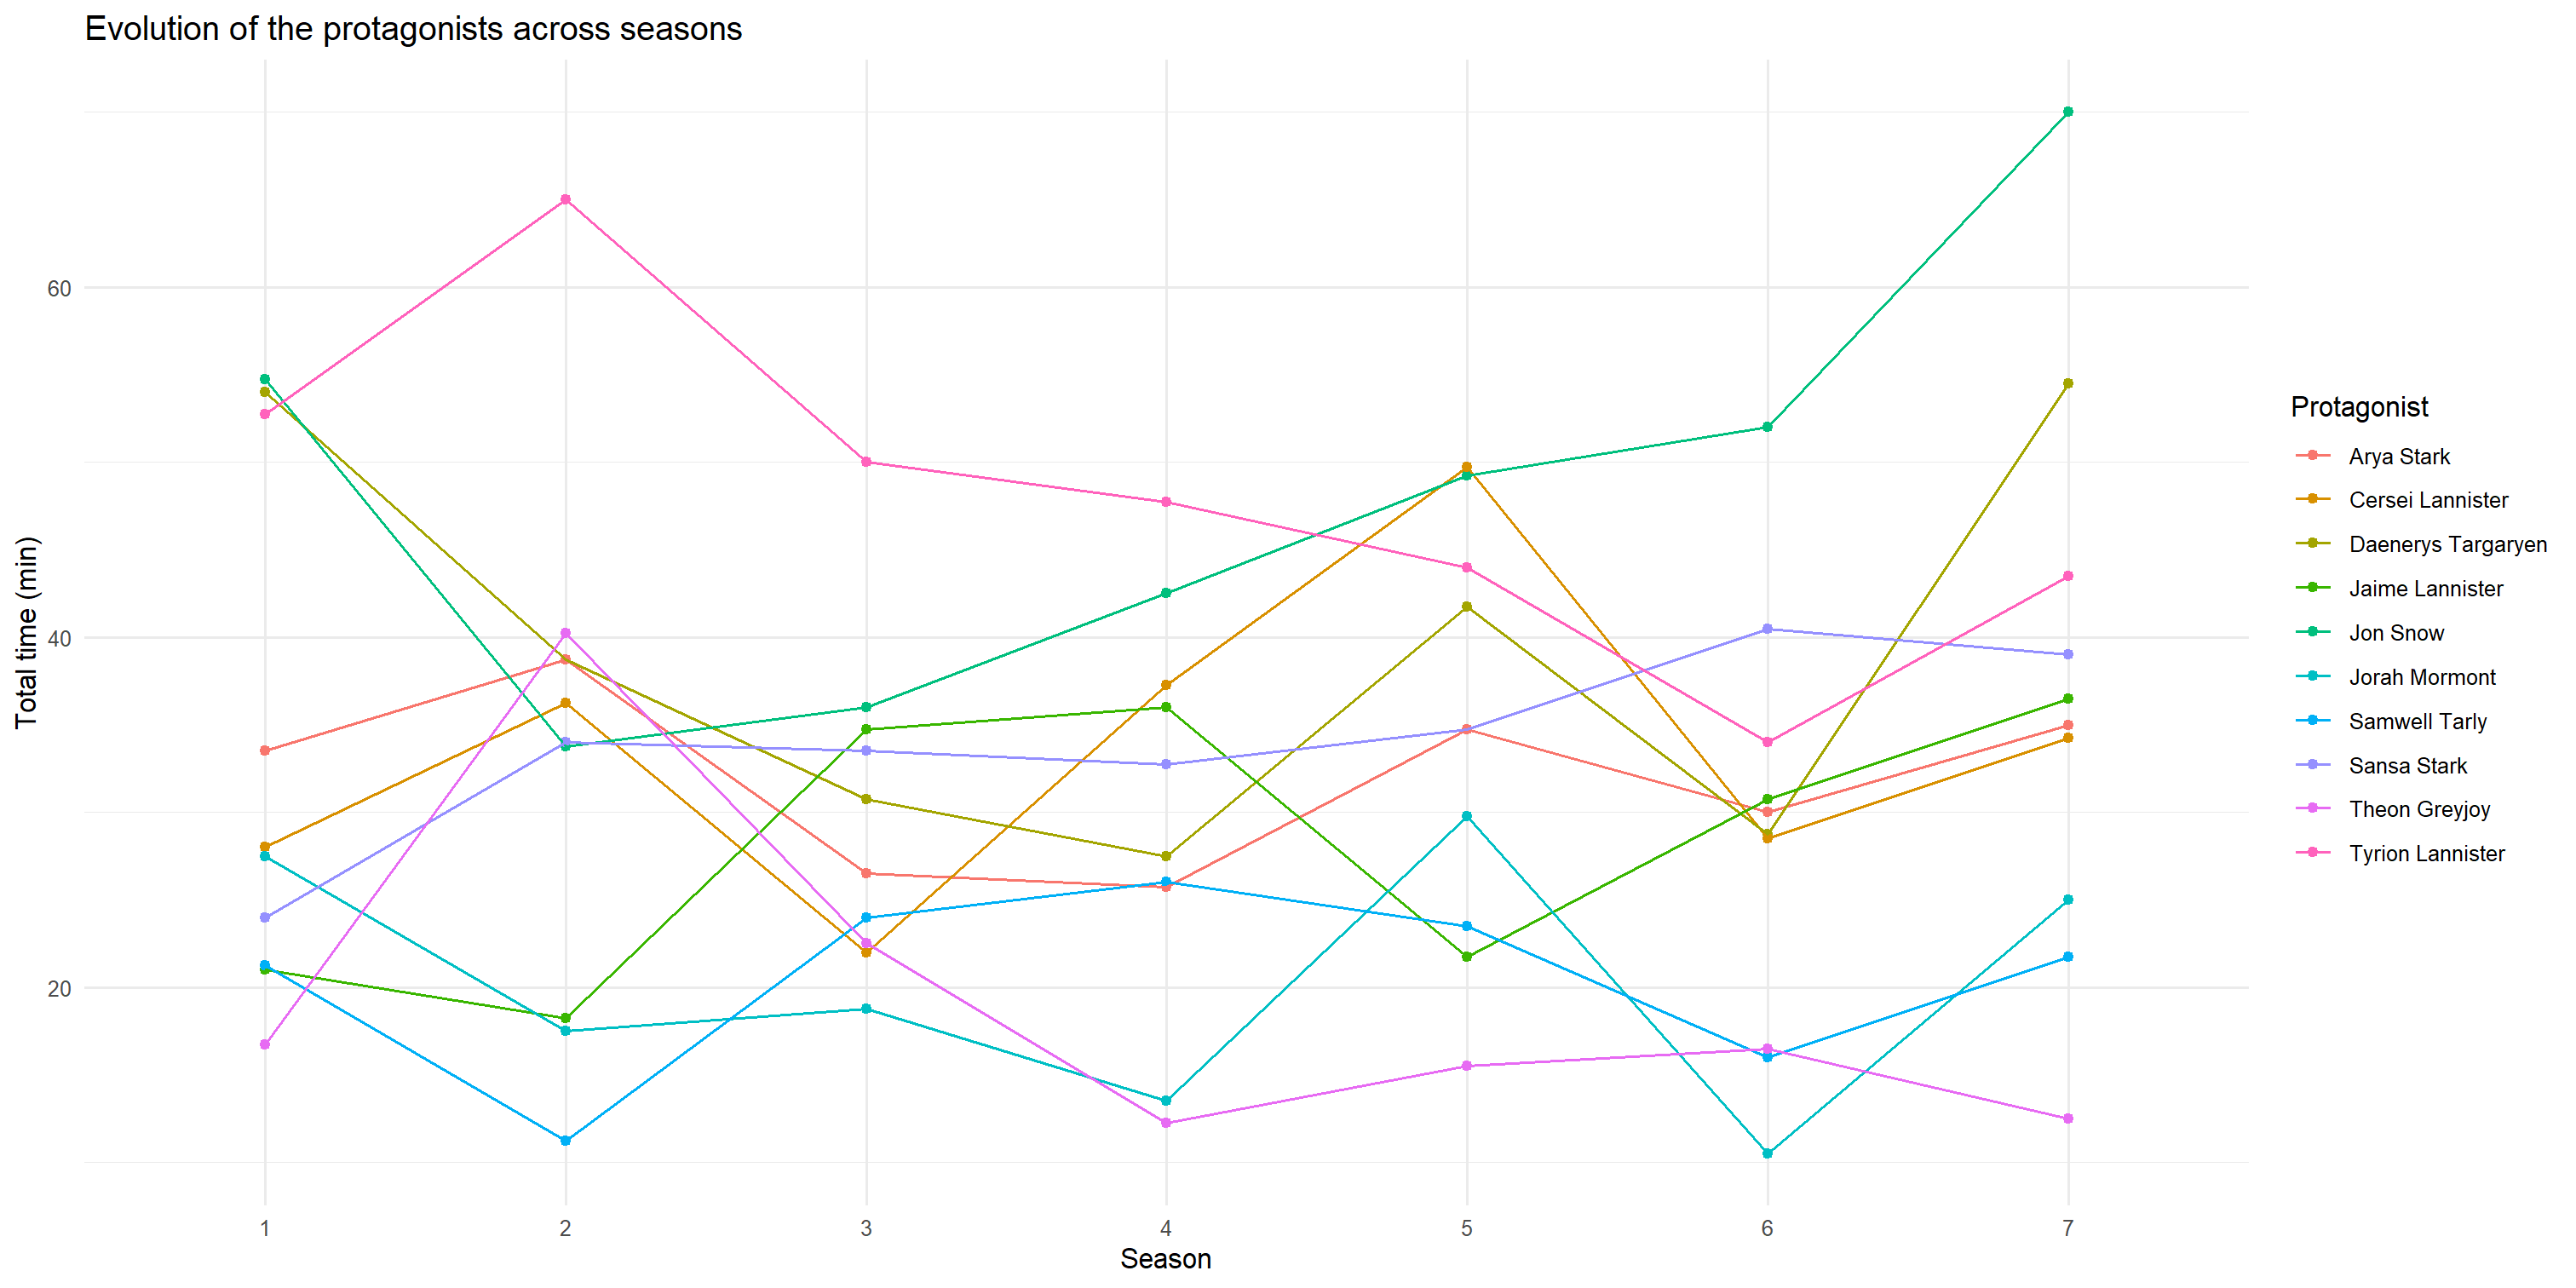 Evolution of the protagonists across seasons
Total time (min)
60
40
20
1 2 3 4 5 6 7
Season
Protagonist
Arya Stark
Cersei Lannister
Daenerys Targaryen
Jaime Lannister
Jon Snow
Jorah Mormont
Samwell Tarly
Sansa Stark
Theon Greyjoy
Tyrion Lannister